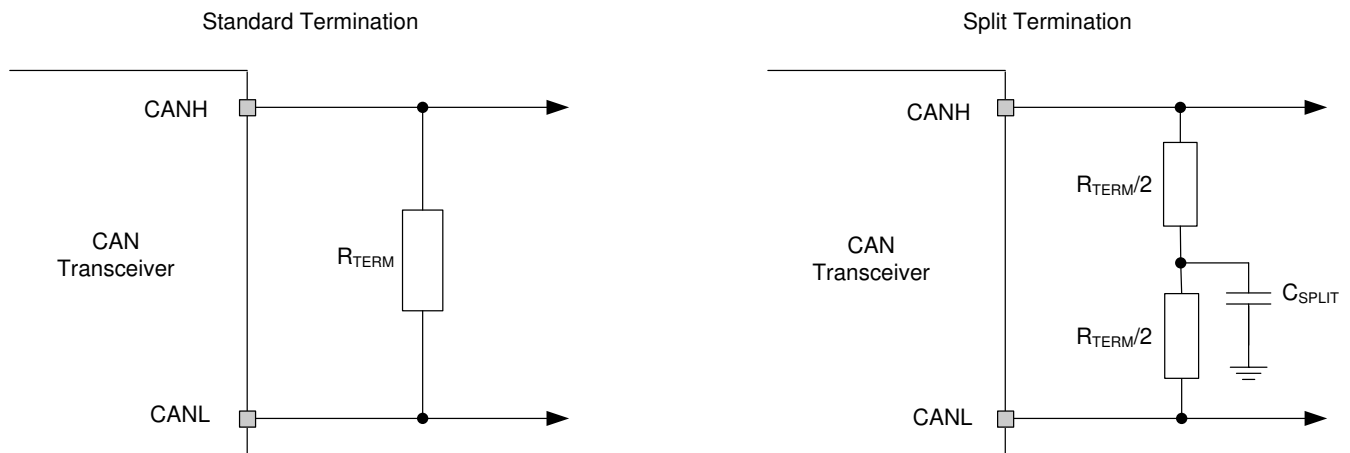 Standard Termination
CANH
CAN
Transceiver
RTERM
CANL
Split Termination
CANH
RTERM/2
CAN
Transceiver
CSPLIT
RTERM/2
CANL